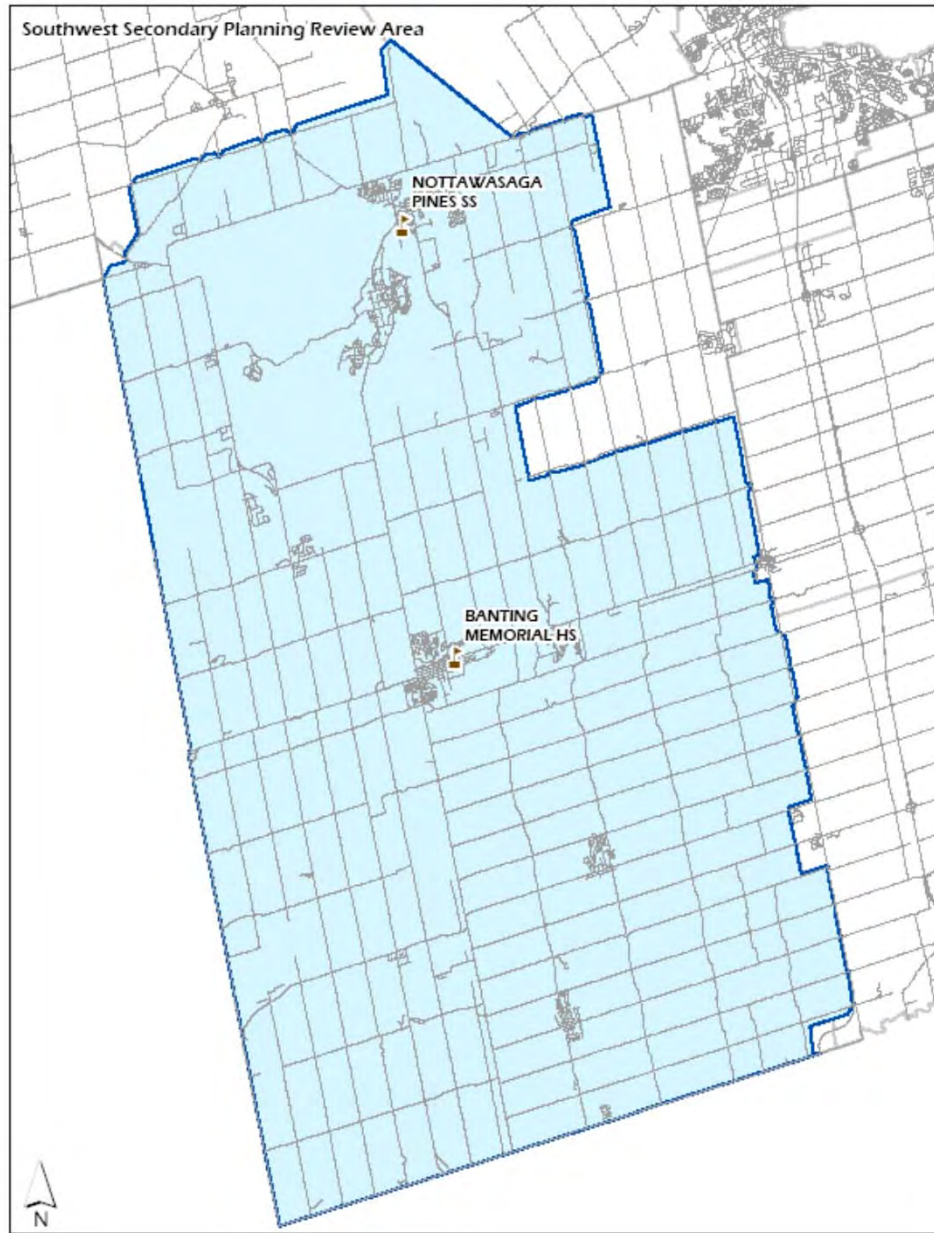 Southwest Secondary Planning Review Area
NOTTAWASAGA
PINES SS
BANTING
MEMORIAL HS
N